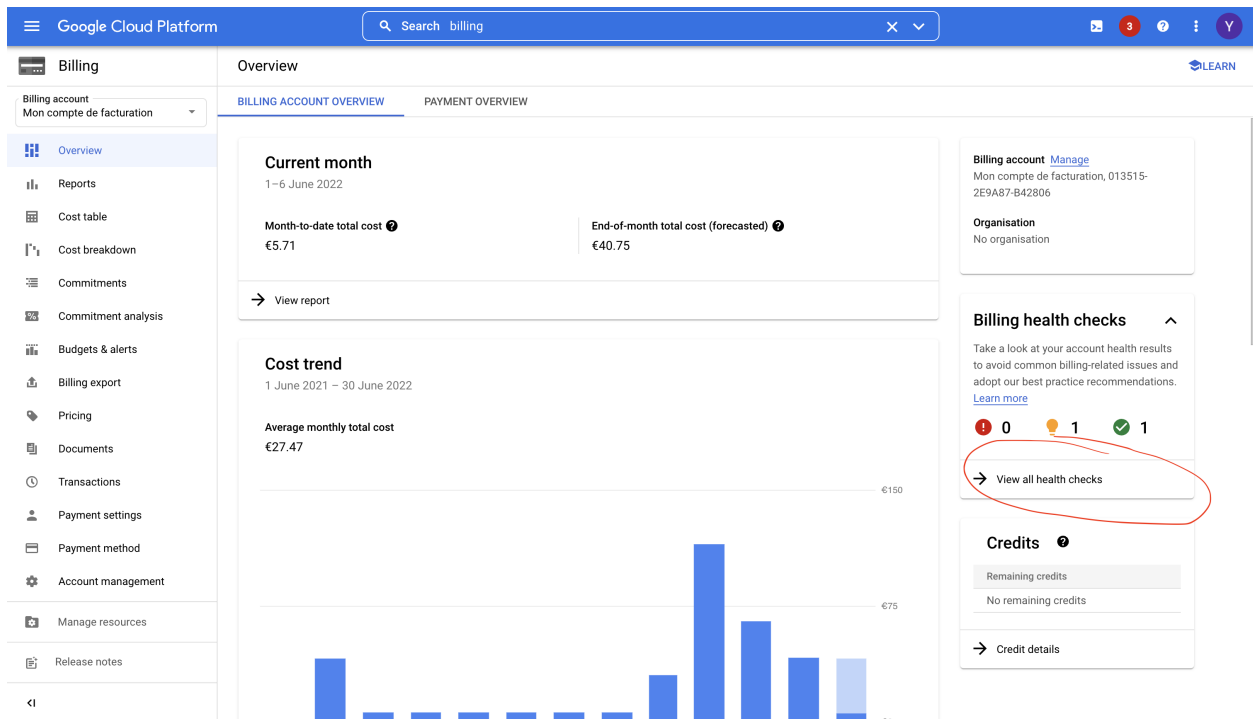 Google Cloud Platform
Search billing
3
Y
Billing
Overview
LEARN
Billing account
Mon compte de facturation
BILLING ACCOUNT OVERVIEW
PAYMENT OVERVIEW
Overview
Reports
Cost table
Cost breakdown
Commitments
Commitment analysis
Budgets & alerts
Billing export
Pricing
Documents
Transactions
Payment settings
Payment method
Account management
Manage resources
Release notes
Current month
1–6 June 2022
Month-to-date total cost
€5.71
End-of-month total cost (forecasted)
€40.75
View report
Cost trend
1 June 2021 – 30 June 2022
Average monthly total cost
€27.47
€150
€75
Billing account Manage
Mon compte de facturation, 013515-
2E9A87-B42806
Organisation
No organisation
Billing health checks
Take a look at your account health results
to avoid common billing-related issues and
adopt our best practice recommendations.
Learn more
0 1 1
View all health checks
Credits
Remaining credits
No remaining credits
Credit details